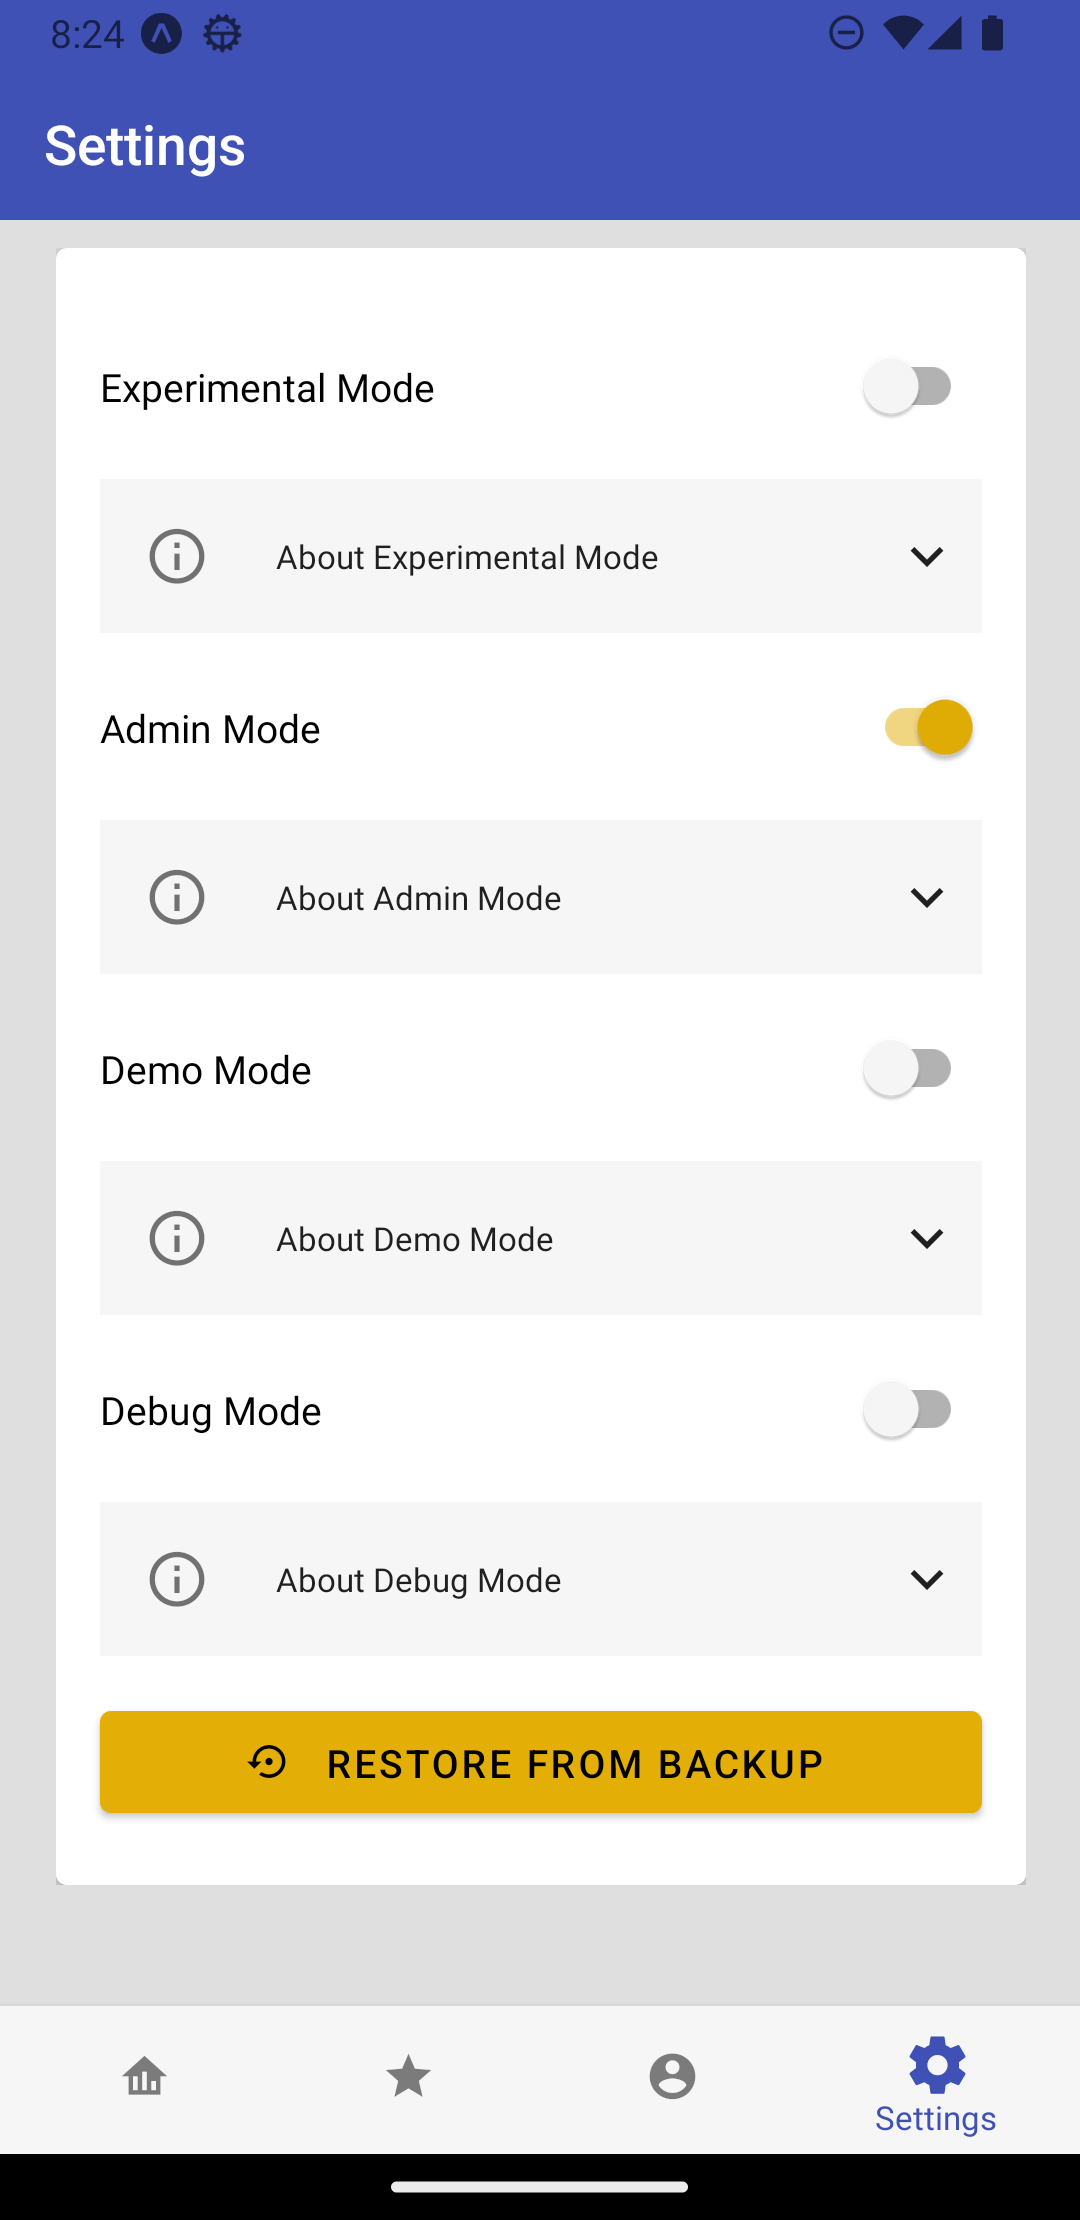 8:24
Settings
Experimental Mode
About Experimental Mode
Admin Mode
About Admin Mode
Demo Mode
About Demo Mode
Debug Mode
About Debug Mode
RESTORE FROM BACKUP
Settings